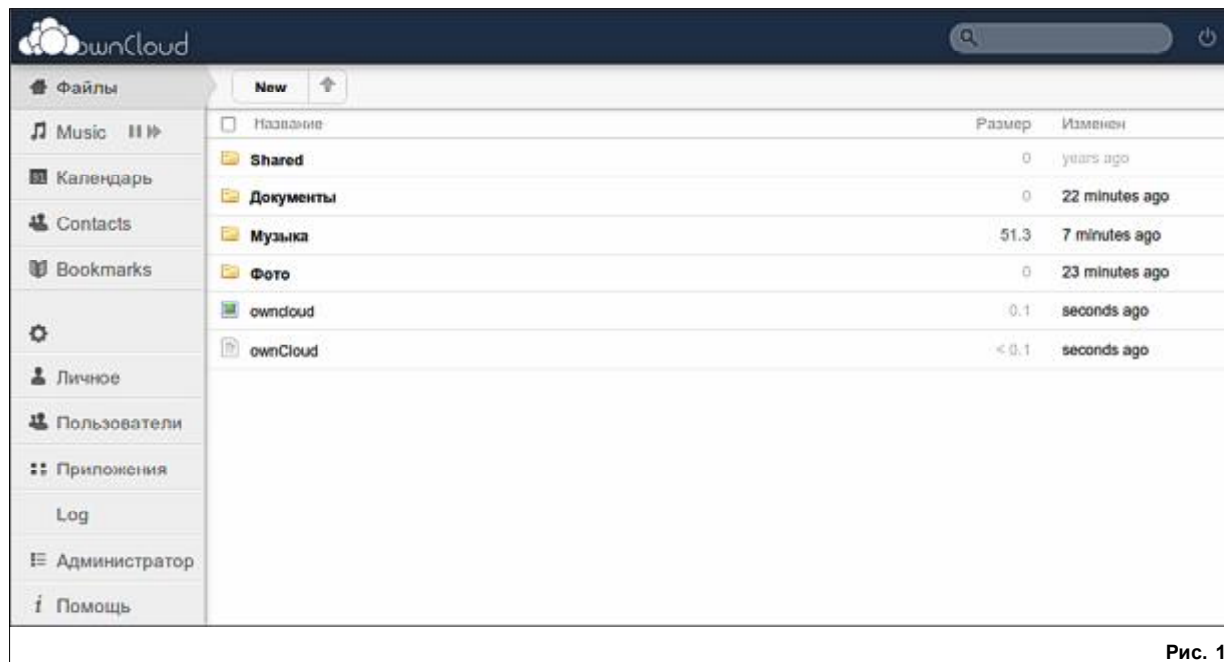 ownCloud
Файлы
New
Music
Название Размер Изменен
Shared 0 years ago
Календарь
Документы 0 22 minutes ago
Contacts
Музыка 51.3 7 minutes ago
Bookmarks
Фото 0 23 minutes ago
owncloud 0.1 seconds ago
ownCloud < 0.1 seconds ago
Личное
Пользователи
Приложения
Log
Администратор
Помощь
Рис. 1